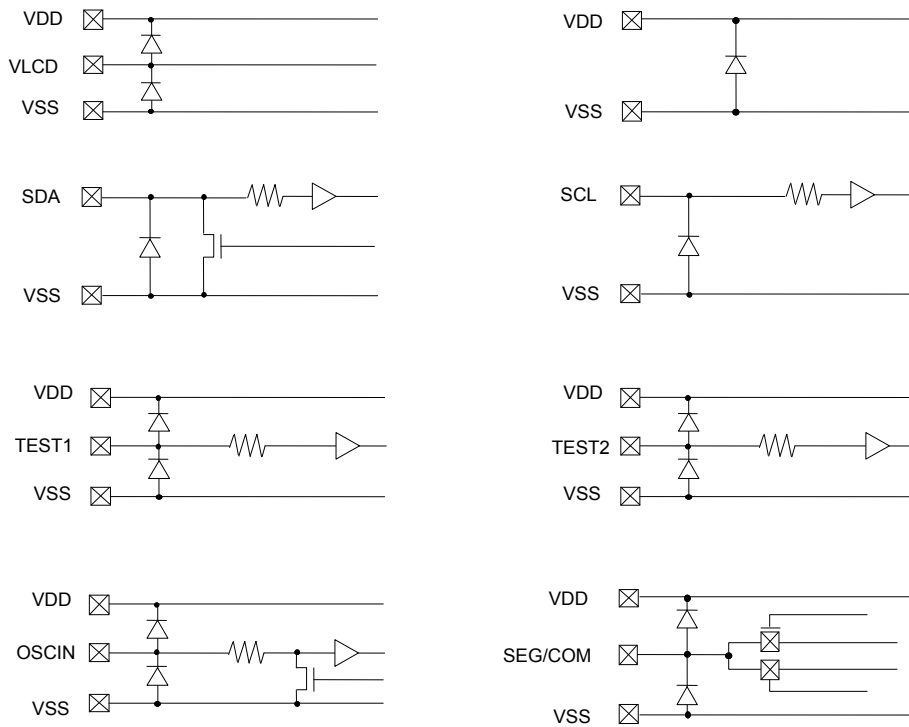 VDD
VLCD
VSS
VDD
VSS
SDA
VSS
SCL
VSS
VDD
TEST1
VSS
VDD
TEST2
VSS
VDD
OSCIN
VSS
VDD
SEG/COM
VSS